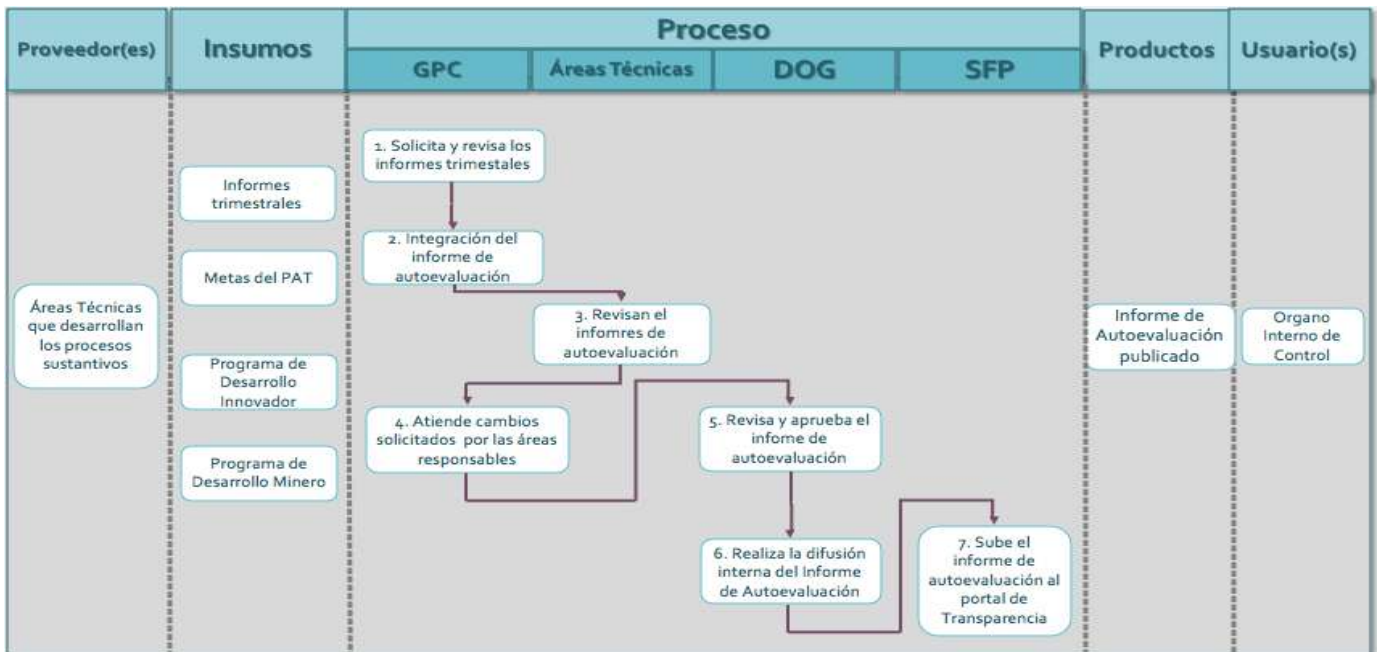 Proveedor(es)
Insumos
Proceso
GPC
Áreas Técnicas
DOG
SFP
Productos
Usuario(s)
Áreas Técnicas
que desarrollan
los procesos
sustantivos
Informes
trimestrales
Metas del PAT
Programa de
Desarrollo
Innovador
Programa de
Desarrollo Minero
1. Solicita y revisa los
informes trimestales
2. Integración del
informe de
autoevaluación
3. Revisan el
infomres de
autoevaluación
4. Atiende cambios
solicitados por las áreas
responsables
5. Revisa y aprueba el
infome de
autoevaluación
6. Realiza la difusión
interna del Informe
de Autoevaluación
7. Sube el
informe de
autoevaluación al
portal de
Transparencia
Informe de
Autoevaluación
publicado
Organo
Interno de
Control